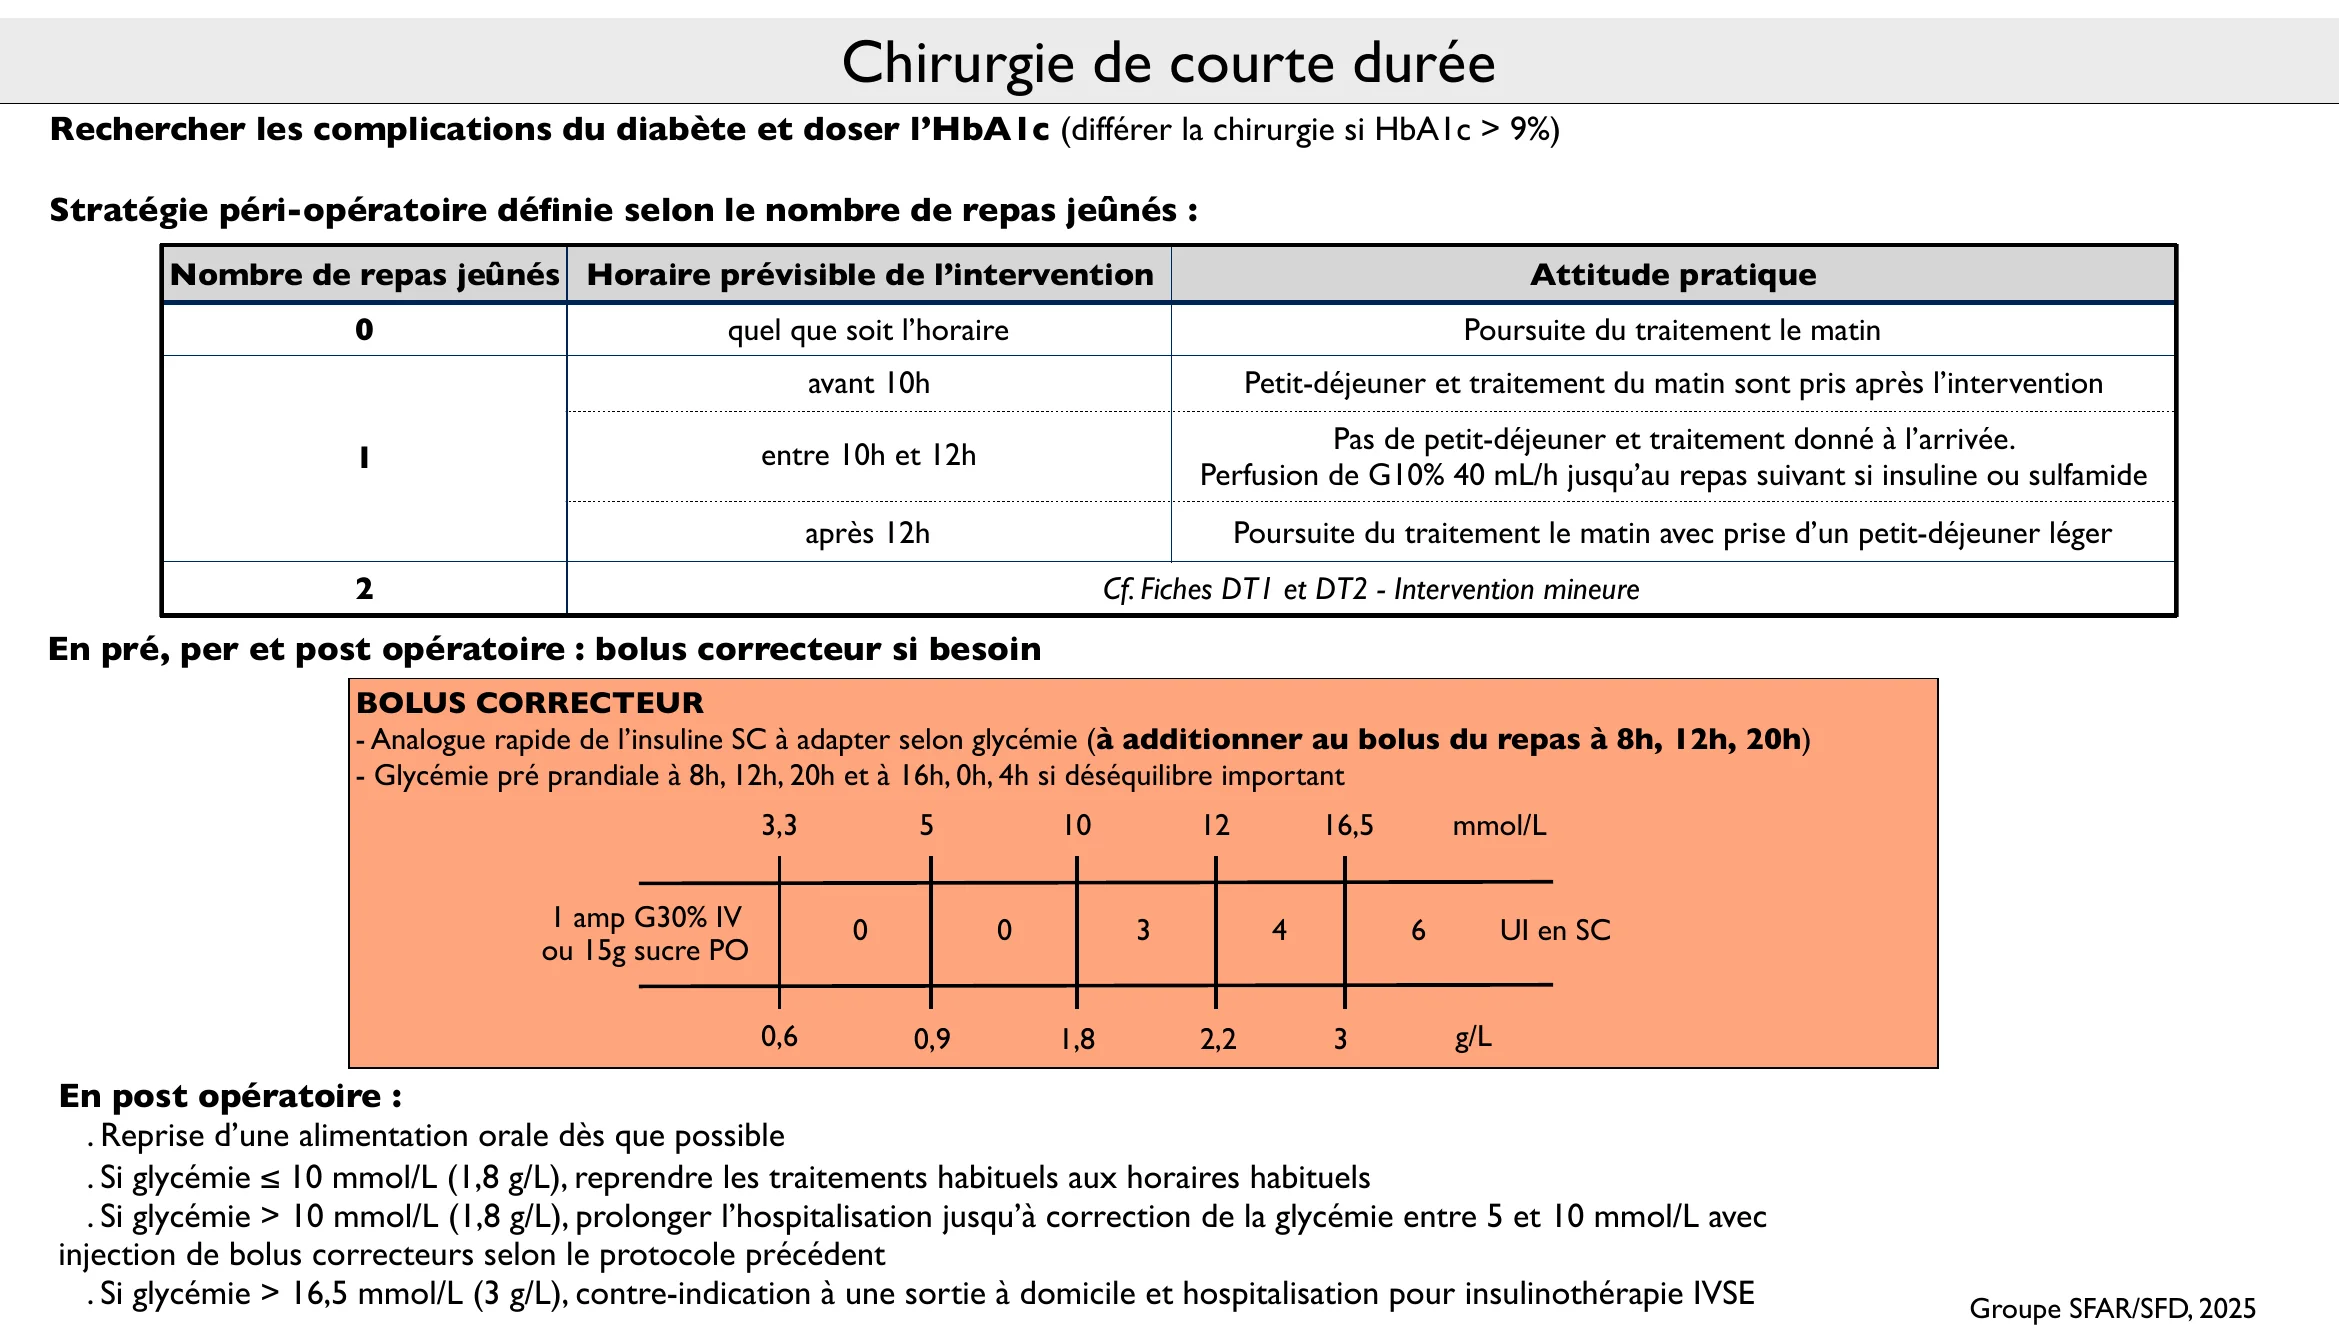 Chirurgie de courte durée
Rechercher les complications du diabète et doser l’HbA1c (différer la chirurgie si HbA1c > 9%)
Stratégie péri-opératoire définie selon le nombre de repas jeûnés :
Nombre de repas jeûnés Horaire prévisible de l’intervention Attitude pratique
0 quel que soit l’horaire Poursuite du traitement le matin
avant 10h Petit-déjeuner et traitement du matin sont pris après l’intervention
1 entre 10h et 12h Pas de petit-déjeuner et traitement donné à l’arrivée.
Perfusion de G10% 40 mL/h jusqu’au repas suivant si insuline ou sulfamide
après 12h Poursuite du traitement le matin avec prise d’un petit-déjeuner léger
2 Cf. Fiches DT1 et DT2 - Intervention mineure
En pré, per et post opératoire : bolus correcteur si besoin
BOLUS CORRECTEUR
- Analogue rapide de l’insuline SC à adapter selon glycémie (à additionner au bolus du repas à 8h, 12h, 20h)
- Glycémie pré prandiale à 8h, 12h, 20h et à 16h, 0h, 4h si déséquilibre important
3,3 5 10 12 16,5 mmol/L
1 amp G30% IV
ou 15g sucre PO
0 0 3 4 6 UI en SC
0,6 0,9 1,8 2,2 3 g/L
En post opératoire :
. Reprise d’une alimentation orale dès que possible
. Si glycémie ≤ 10 mmol/L (1,8 g/L), reprendre les traitements habituels aux horaires habituels
. Si glycémie > 10 mmol/L (1,8 g/L), prolonger l’hospitalisation jusqu’à correction de la glycémie entre 5 et 10 mmol/L avec
injection de bolus correcteurs selon le protocole précédent
. Si glycémie > 16,5 mmol/L (3 g/L), contre-indication à une sortie à domicile et hospitalisation pour insulinothérapie IVSE
Groupe SFAR/SFD, 2025